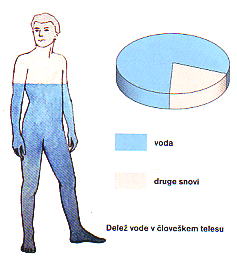 voda
druge snovi
Delež vode v človeškem telesu